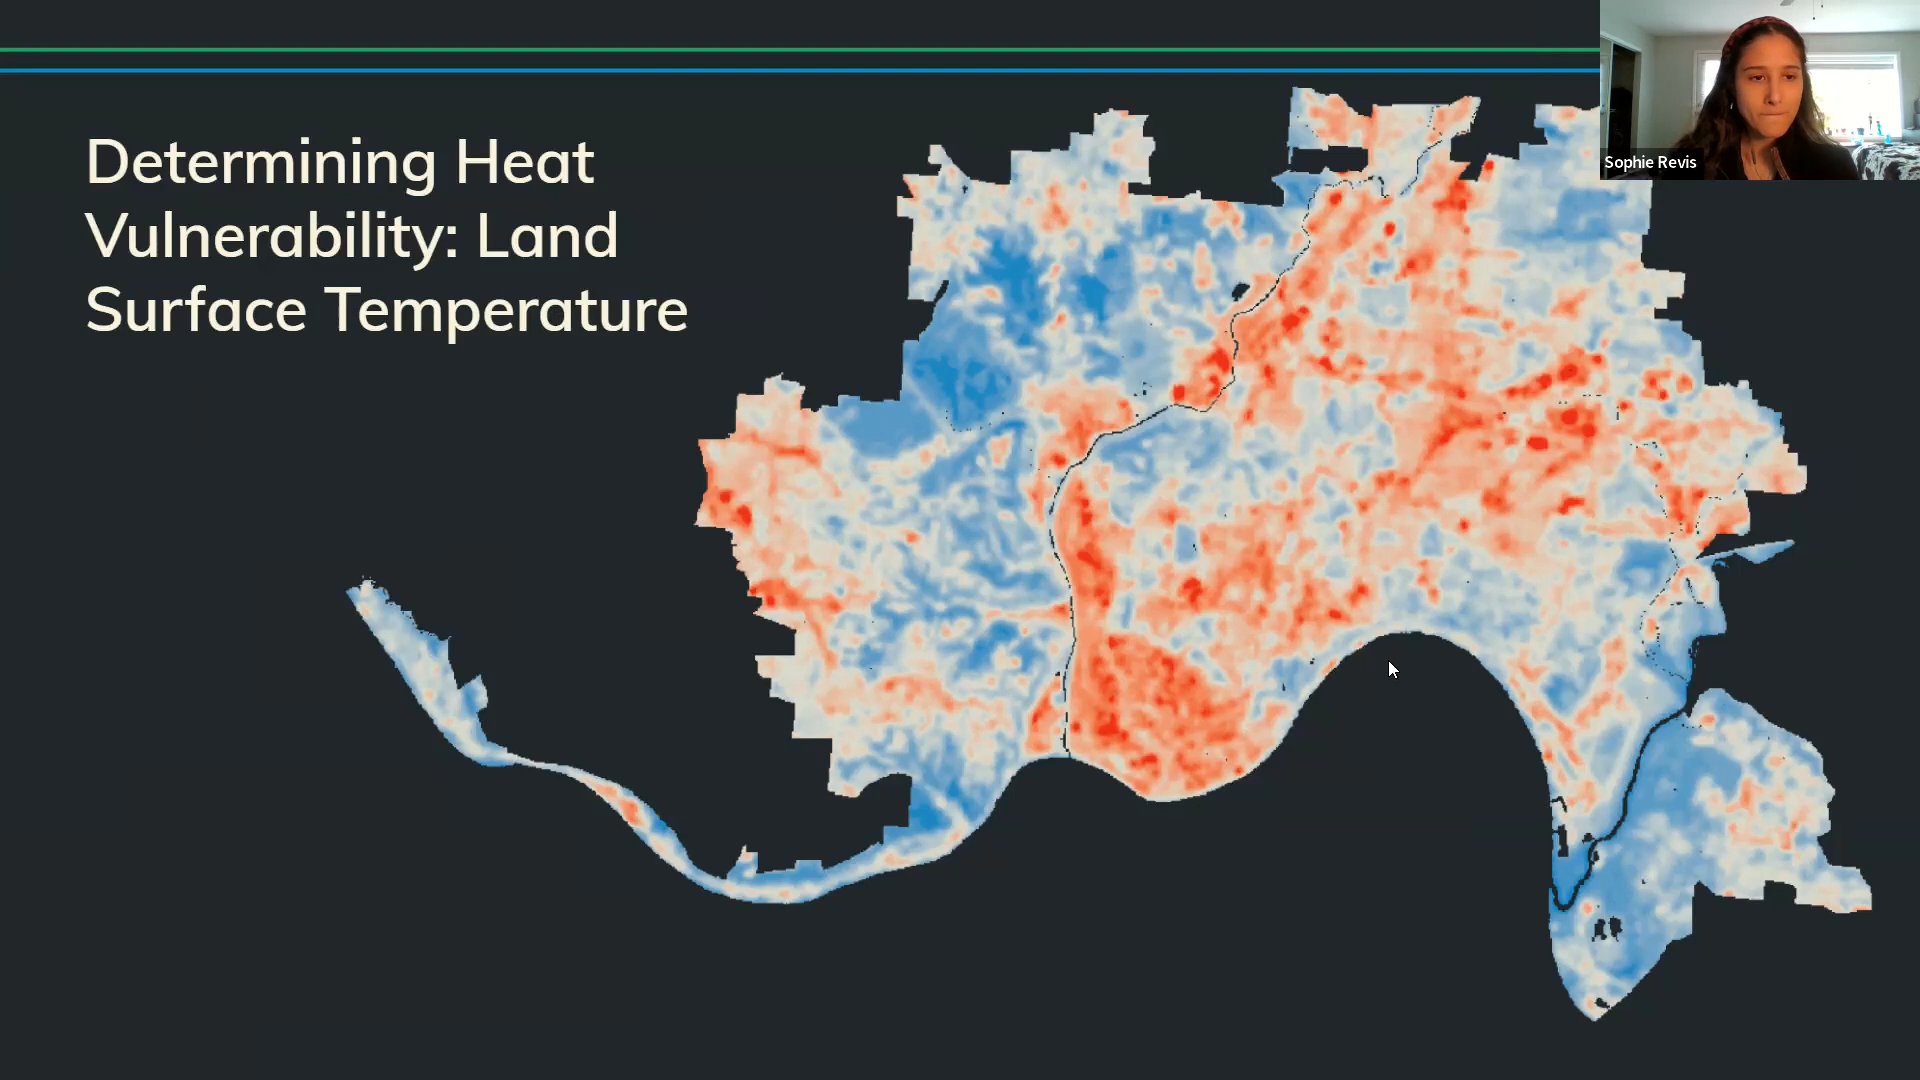 Determining Heat
Vulnerability: Land
Surface Temperature
Sophie Revis